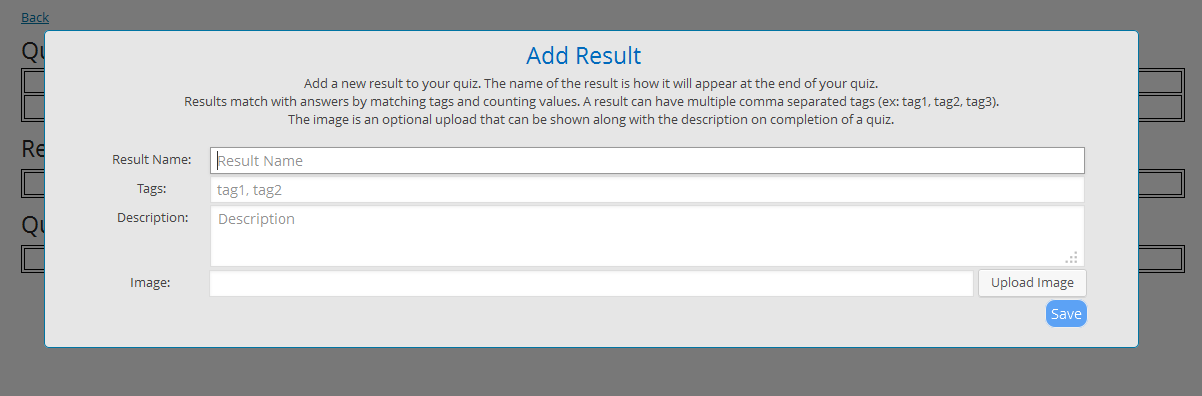 Back
Qu
Add Result
Add a new result to your quiz. The name of the result is how it will appear at the end of your quiz.
Results match with answers by matching tags and counting values. A result can have multiple comma separated tags (ex: tag1, tag2, tag3).
The image is an optional upload that can be shown along with the description on completion of a quiz.
Re
Result Name: Result Name
Tags: tag1, tag2
Qu
Description: Description
Image: Upload Image
Save